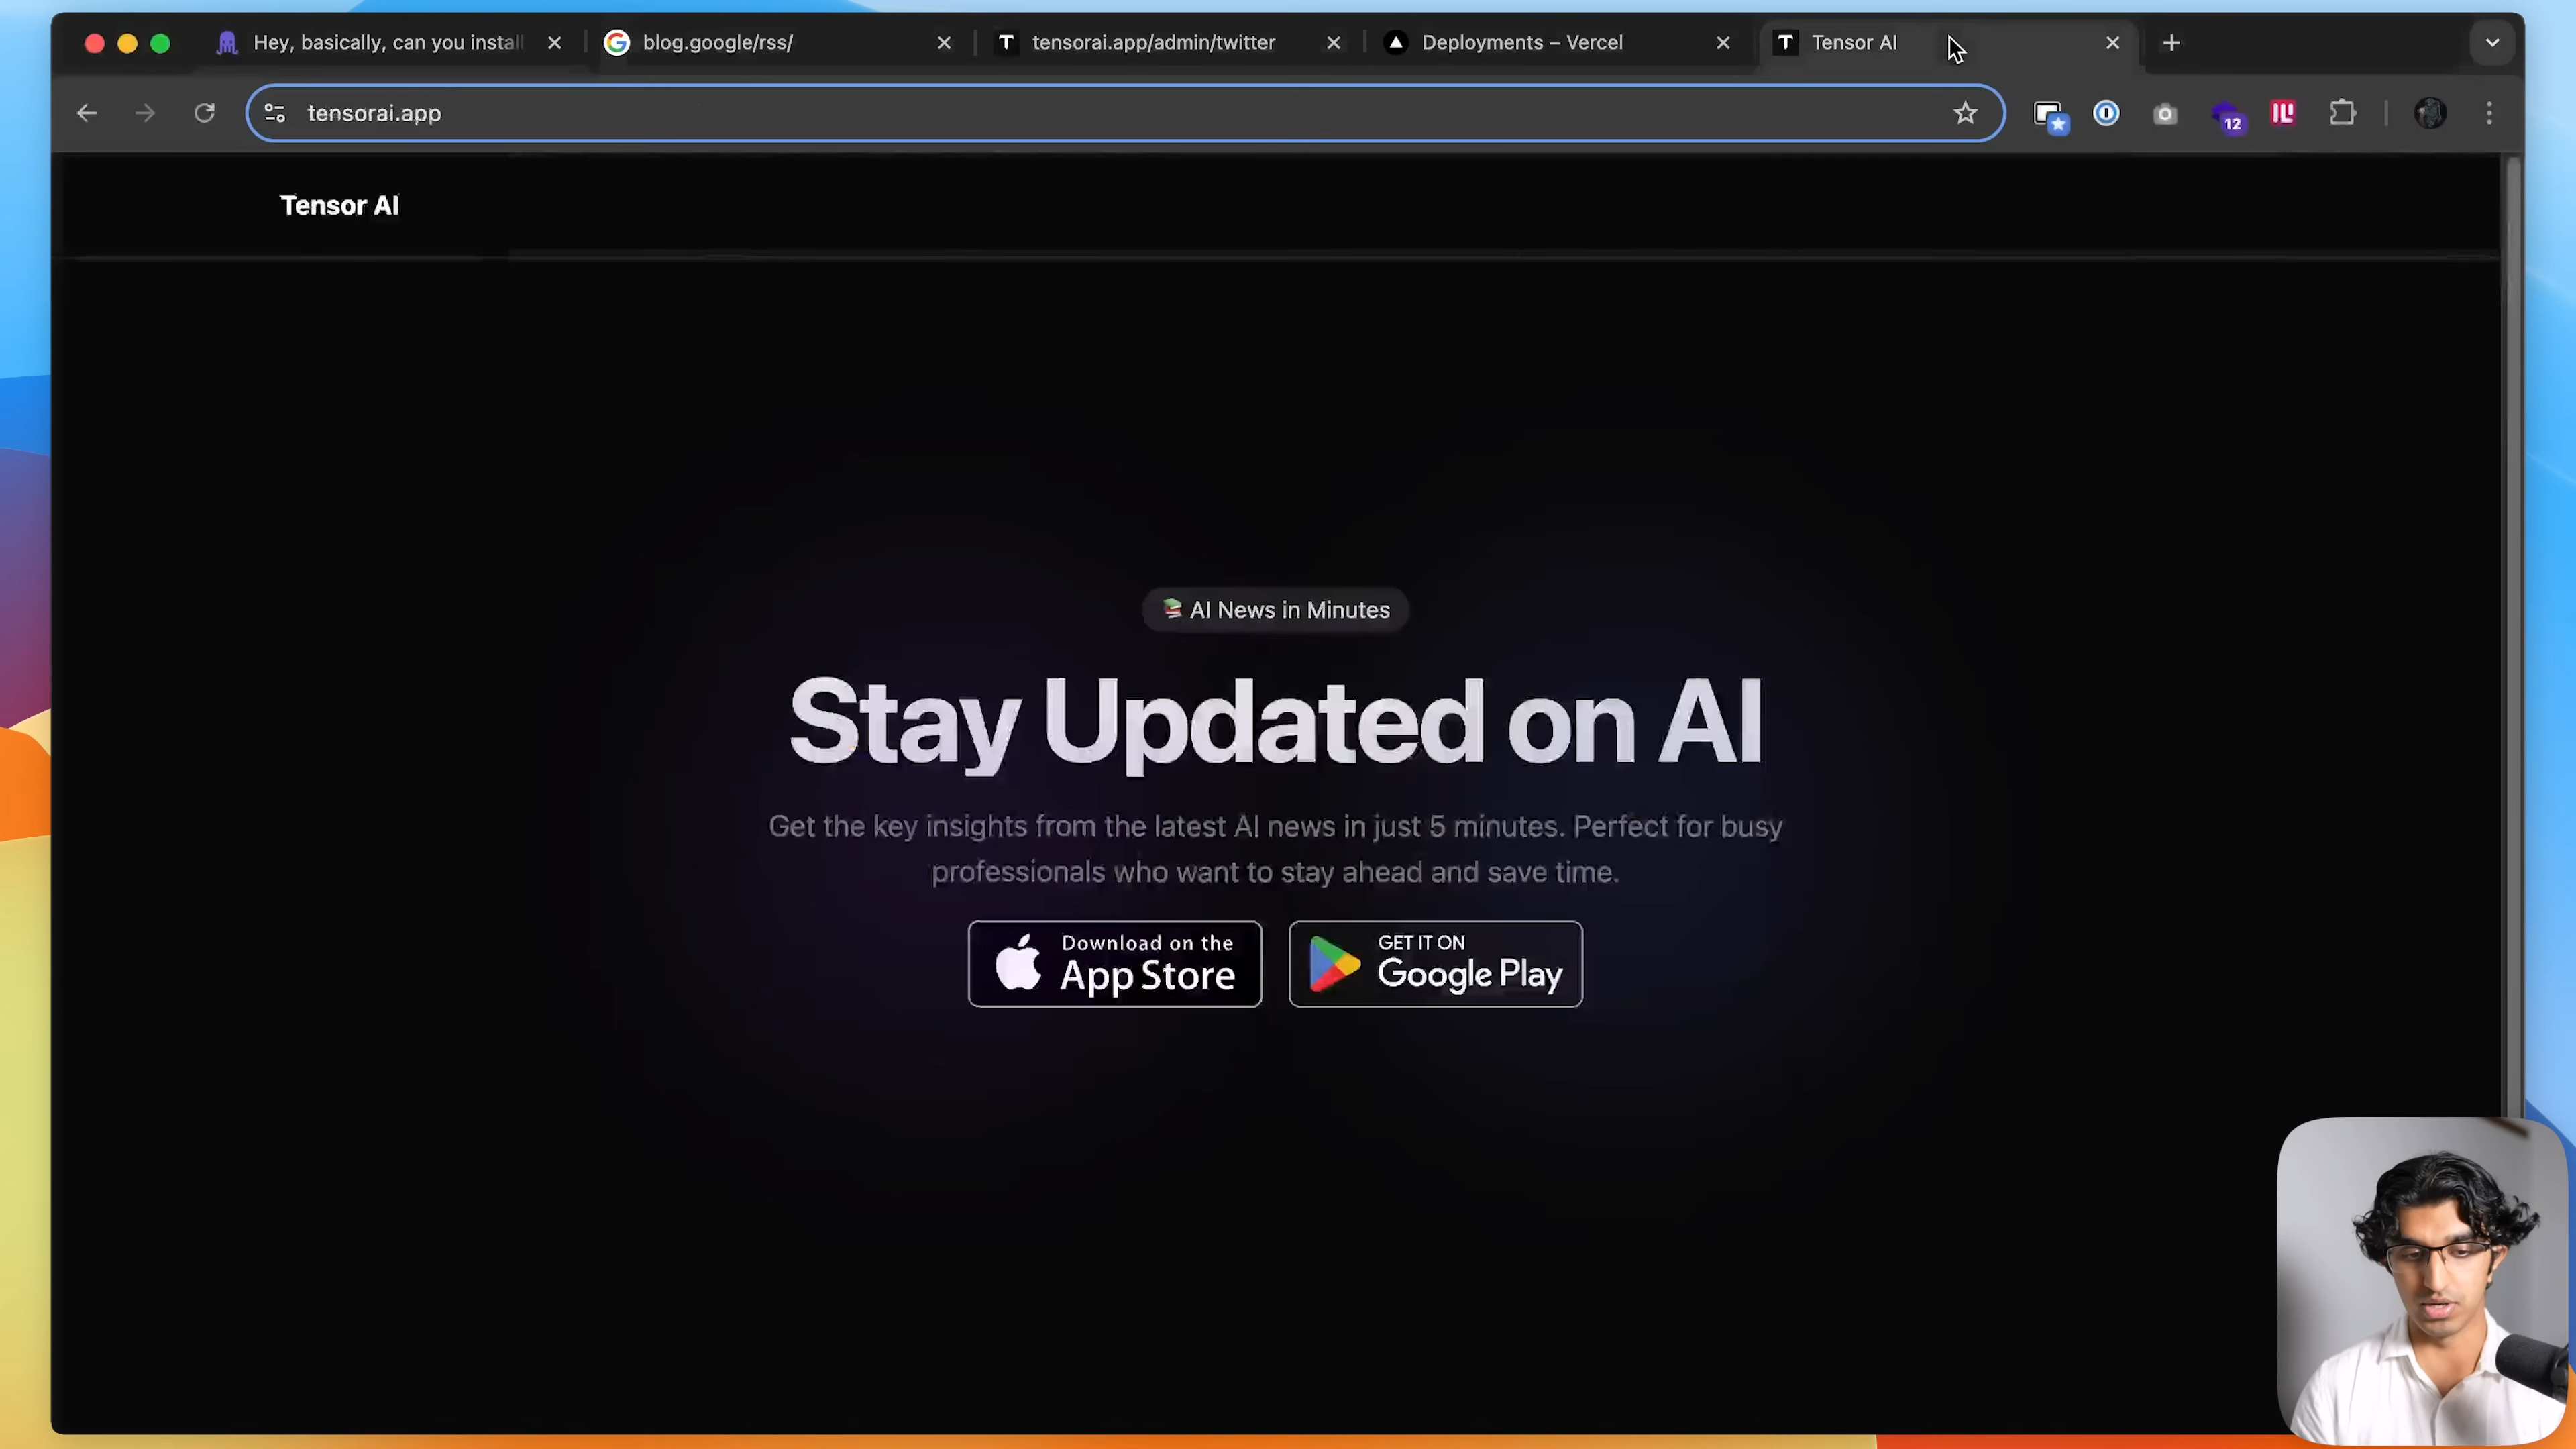 Hey, basically, can you instal
blog.google/rss/
tensorai.app/admin/twitter
Deployments – Vercel
Tensor AI
tensorai.app
12
Tensor AI
AI News in Minutes
Stay Updated on AI
Get the key insights from the latest AI news in just 5 minutes. Perfect for busy
professionals who want to stay ahead and save time.
Download on the
App Store
GET IT ON
Google Play